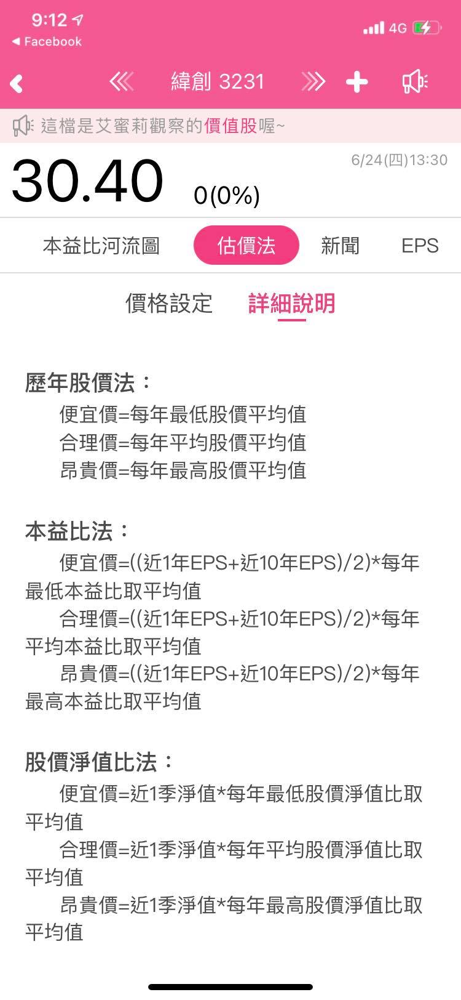 9:12
4G
◀ Facebook
緯創 3231
這檔是艾蜜莉觀察的價值股喔~
6/24(四)13:30
30.40
0(0%)
本益比河流圖 估價法 新聞 EPS
價格設定 詳細說明
歷年股價法：
便宜價=每年最低股價平均值
合理價=每年平均股價平均值
昂貴價=每年最高股價平均值
本益比法：
便宜價=((近1年EPS+近10年EPS)/2)*每年
最低本益比取平均值
合理價=((近1年EPS+近10年EPS)/2)*每年
平均本益比取平均值
昂貴價=((近1年EPS+近10年EPS)/2)*每年
最高本益比取平均值
股價淨值比法：
便宜價=近1季淨值*每年最低股價淨值比取
平均值
合理價=近1季淨值*每年平均股價淨值比取
平均值
昂貴價=近1季淨值*每年最高股價淨值比取
平均值